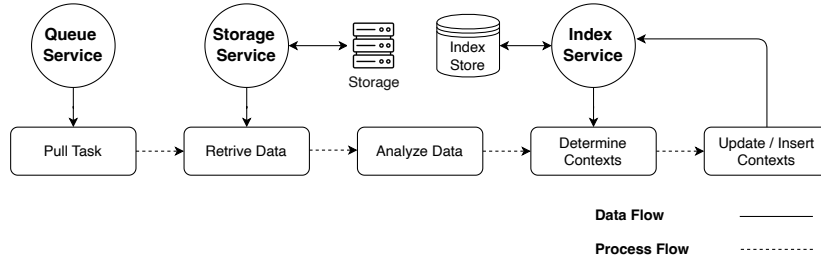 Queue
Service
Storage
Service
Storage
Index
Store
Index
Service
Pull Task
Retrive Data
Analyze Data
Determine
Contexts
Update / Insert
Contexts
Data Flow
Process Flow